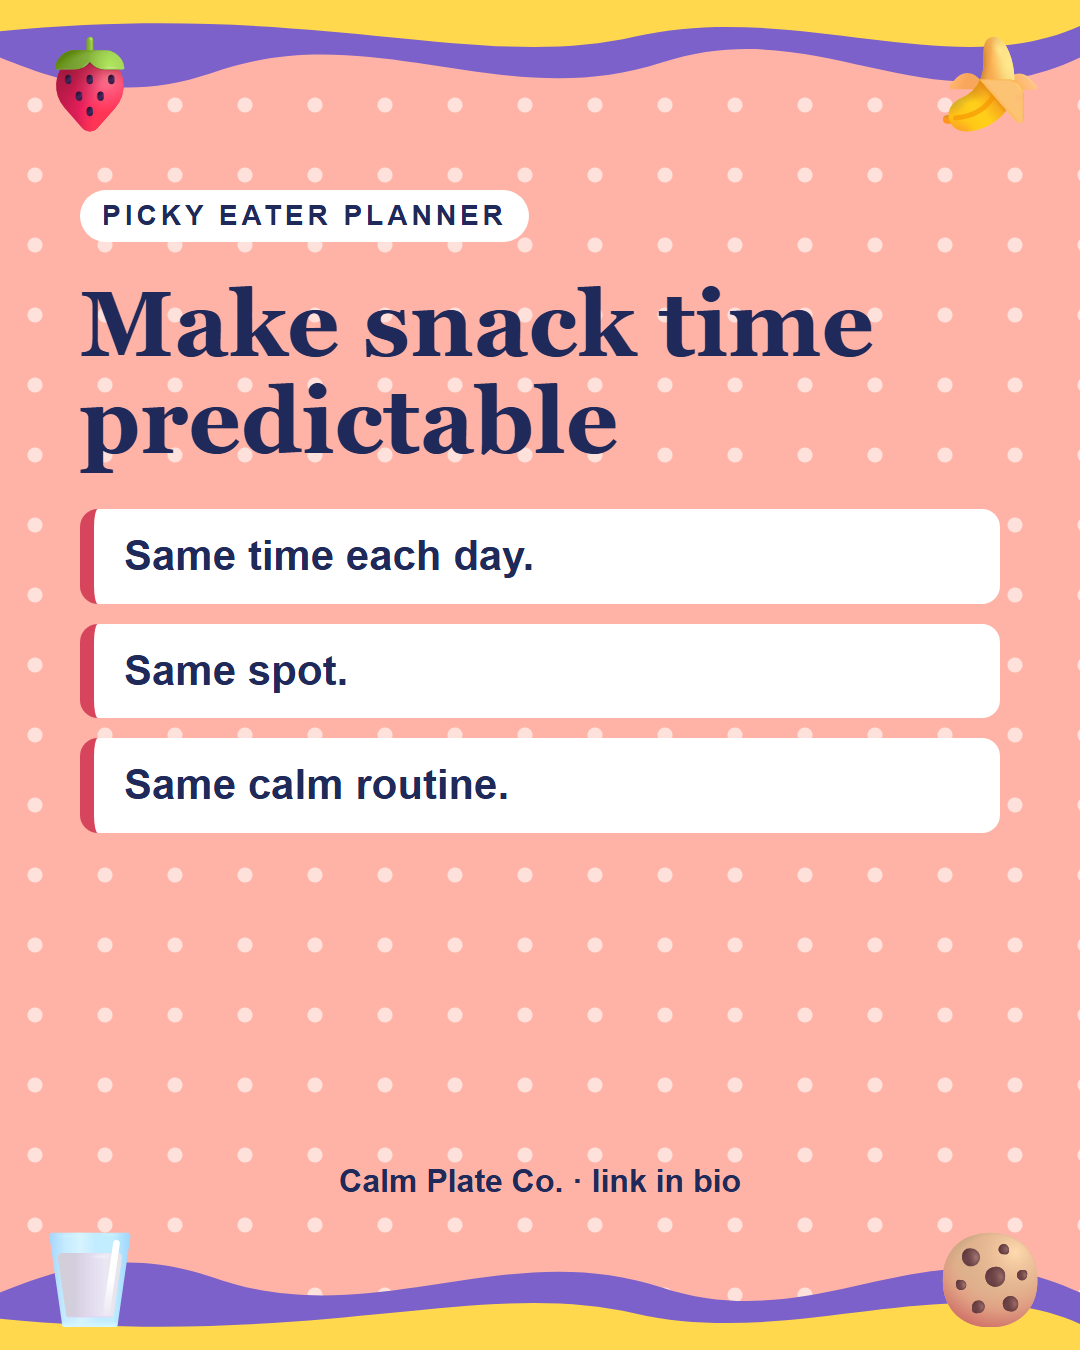 PICKY EATER PLANNER
Make snack time
predictable
Same time each day.
Same spot.
Same calm routine.
Calm Plate Co. · link in bio